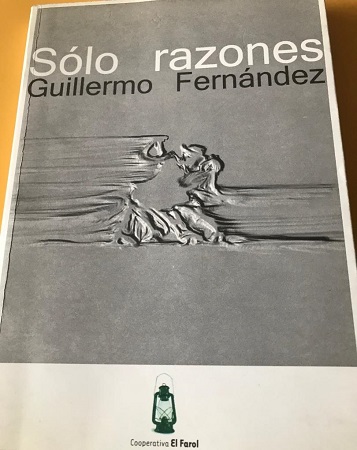 Sólo razones
Guillermo Fernández
Cooperativa El Farol